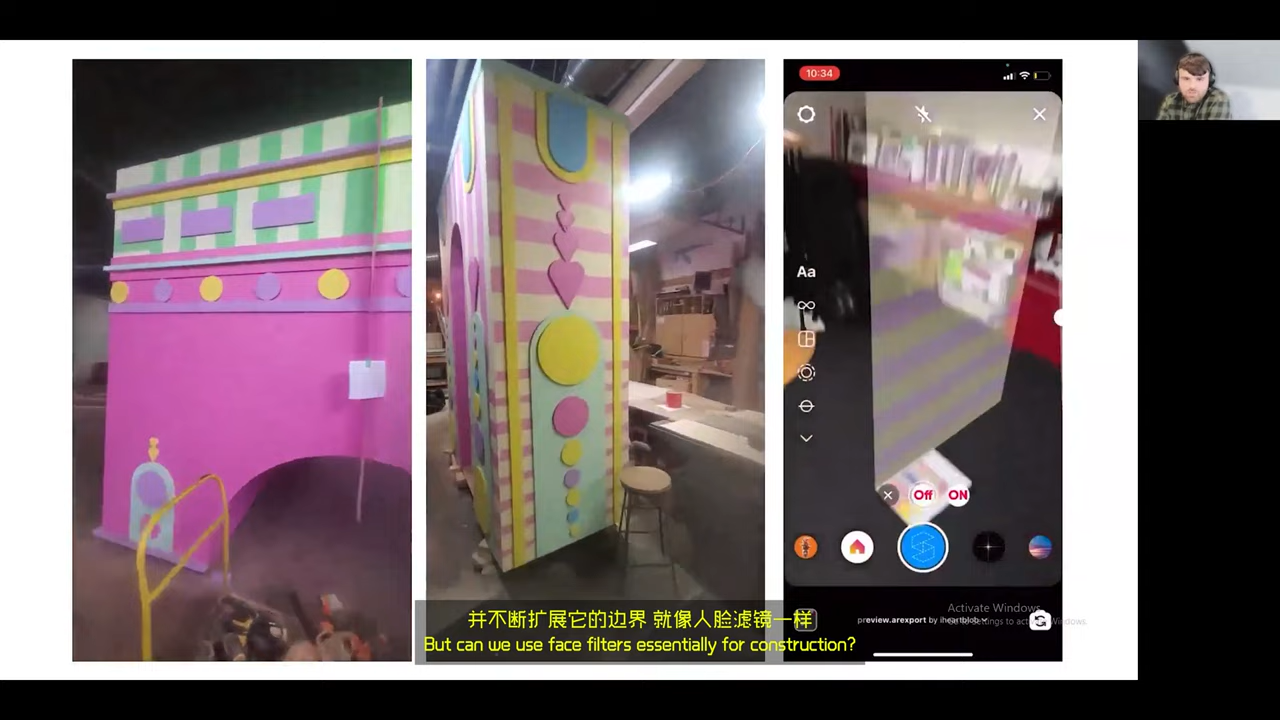 10:34
Aa
Off
ON
并不断扩展它的边界 就像人脸滤镜一样
But can we use face filters essentially for construction?
Activate Windows
preview.arexport by iheartblob